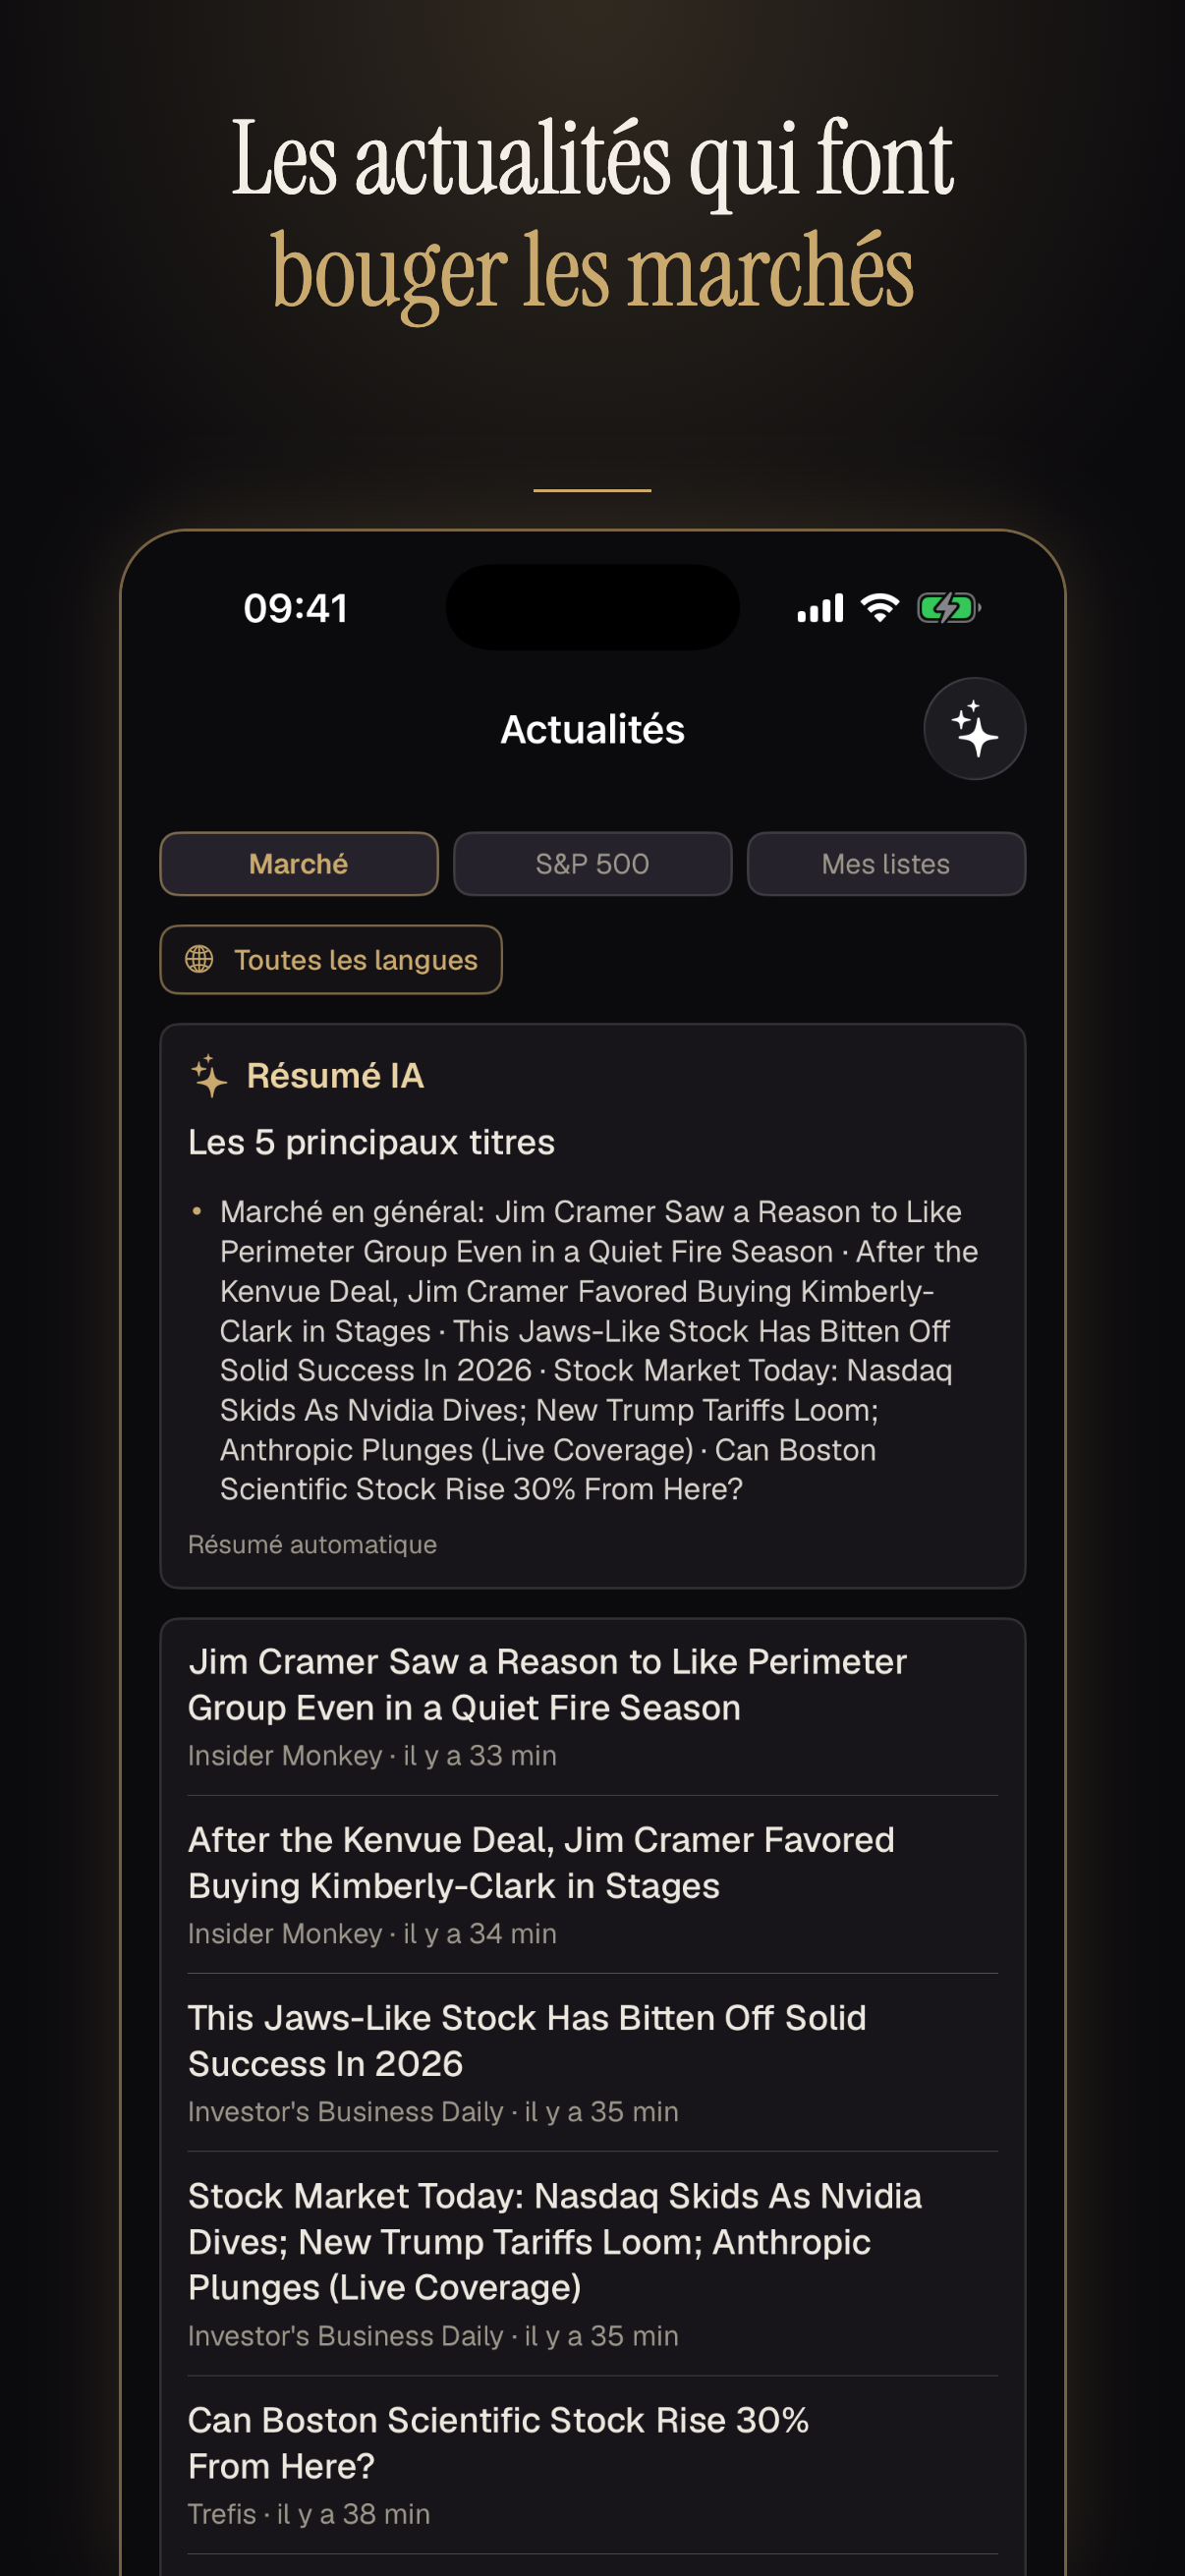 Les actualités qui font
bouger les marchés
09:41
Actualités
Marché
S&P 500
Mes listes
Toutes les langues
Résumé IA
Les 5 principaux titres
• Marché en général: Jim Cramer Saw a Reason to Like
Perimeter Group Even in a Quiet Fire Season · After the
Kenvue Deal, Jim Cramer Favored Buying Kimberly-
Clark in Stages · This Jaws-Like Stock Has Bitten Off
Solid Success In 2026 · Stock Market Today: Nasdaq
Skids As Nvidia Dives; New Trump Tariffs Loom;
Anthropic Plunges (Live Coverage) · Can Boston
Scientific Stock Rise 30% From Here?
Résumé automatique
Jim Cramer Saw a Reason to Like Perimeter
Group Even in a Quiet Fire Season
Insider Monkey · il y a 33 min
After the Kenvue Deal, Jim Cramer Favored
Buying Kimberly-Clark in Stages
Insider Monkey · il y a 34 min
This Jaws-Like Stock Has Bitten Off Solid
Success In 2026
Investor's Business Daily · il y a 35 min
Stock Market Today: Nasdaq Skids As Nvidia
Dives; New Trump Tariffs Loom; Anthropic
Plunges (Live Coverage)
Investor's Business Daily · il y a 35 min
Can Boston Scientific Stock Rise 30%
From Here?
Trefis · il y a 38 min